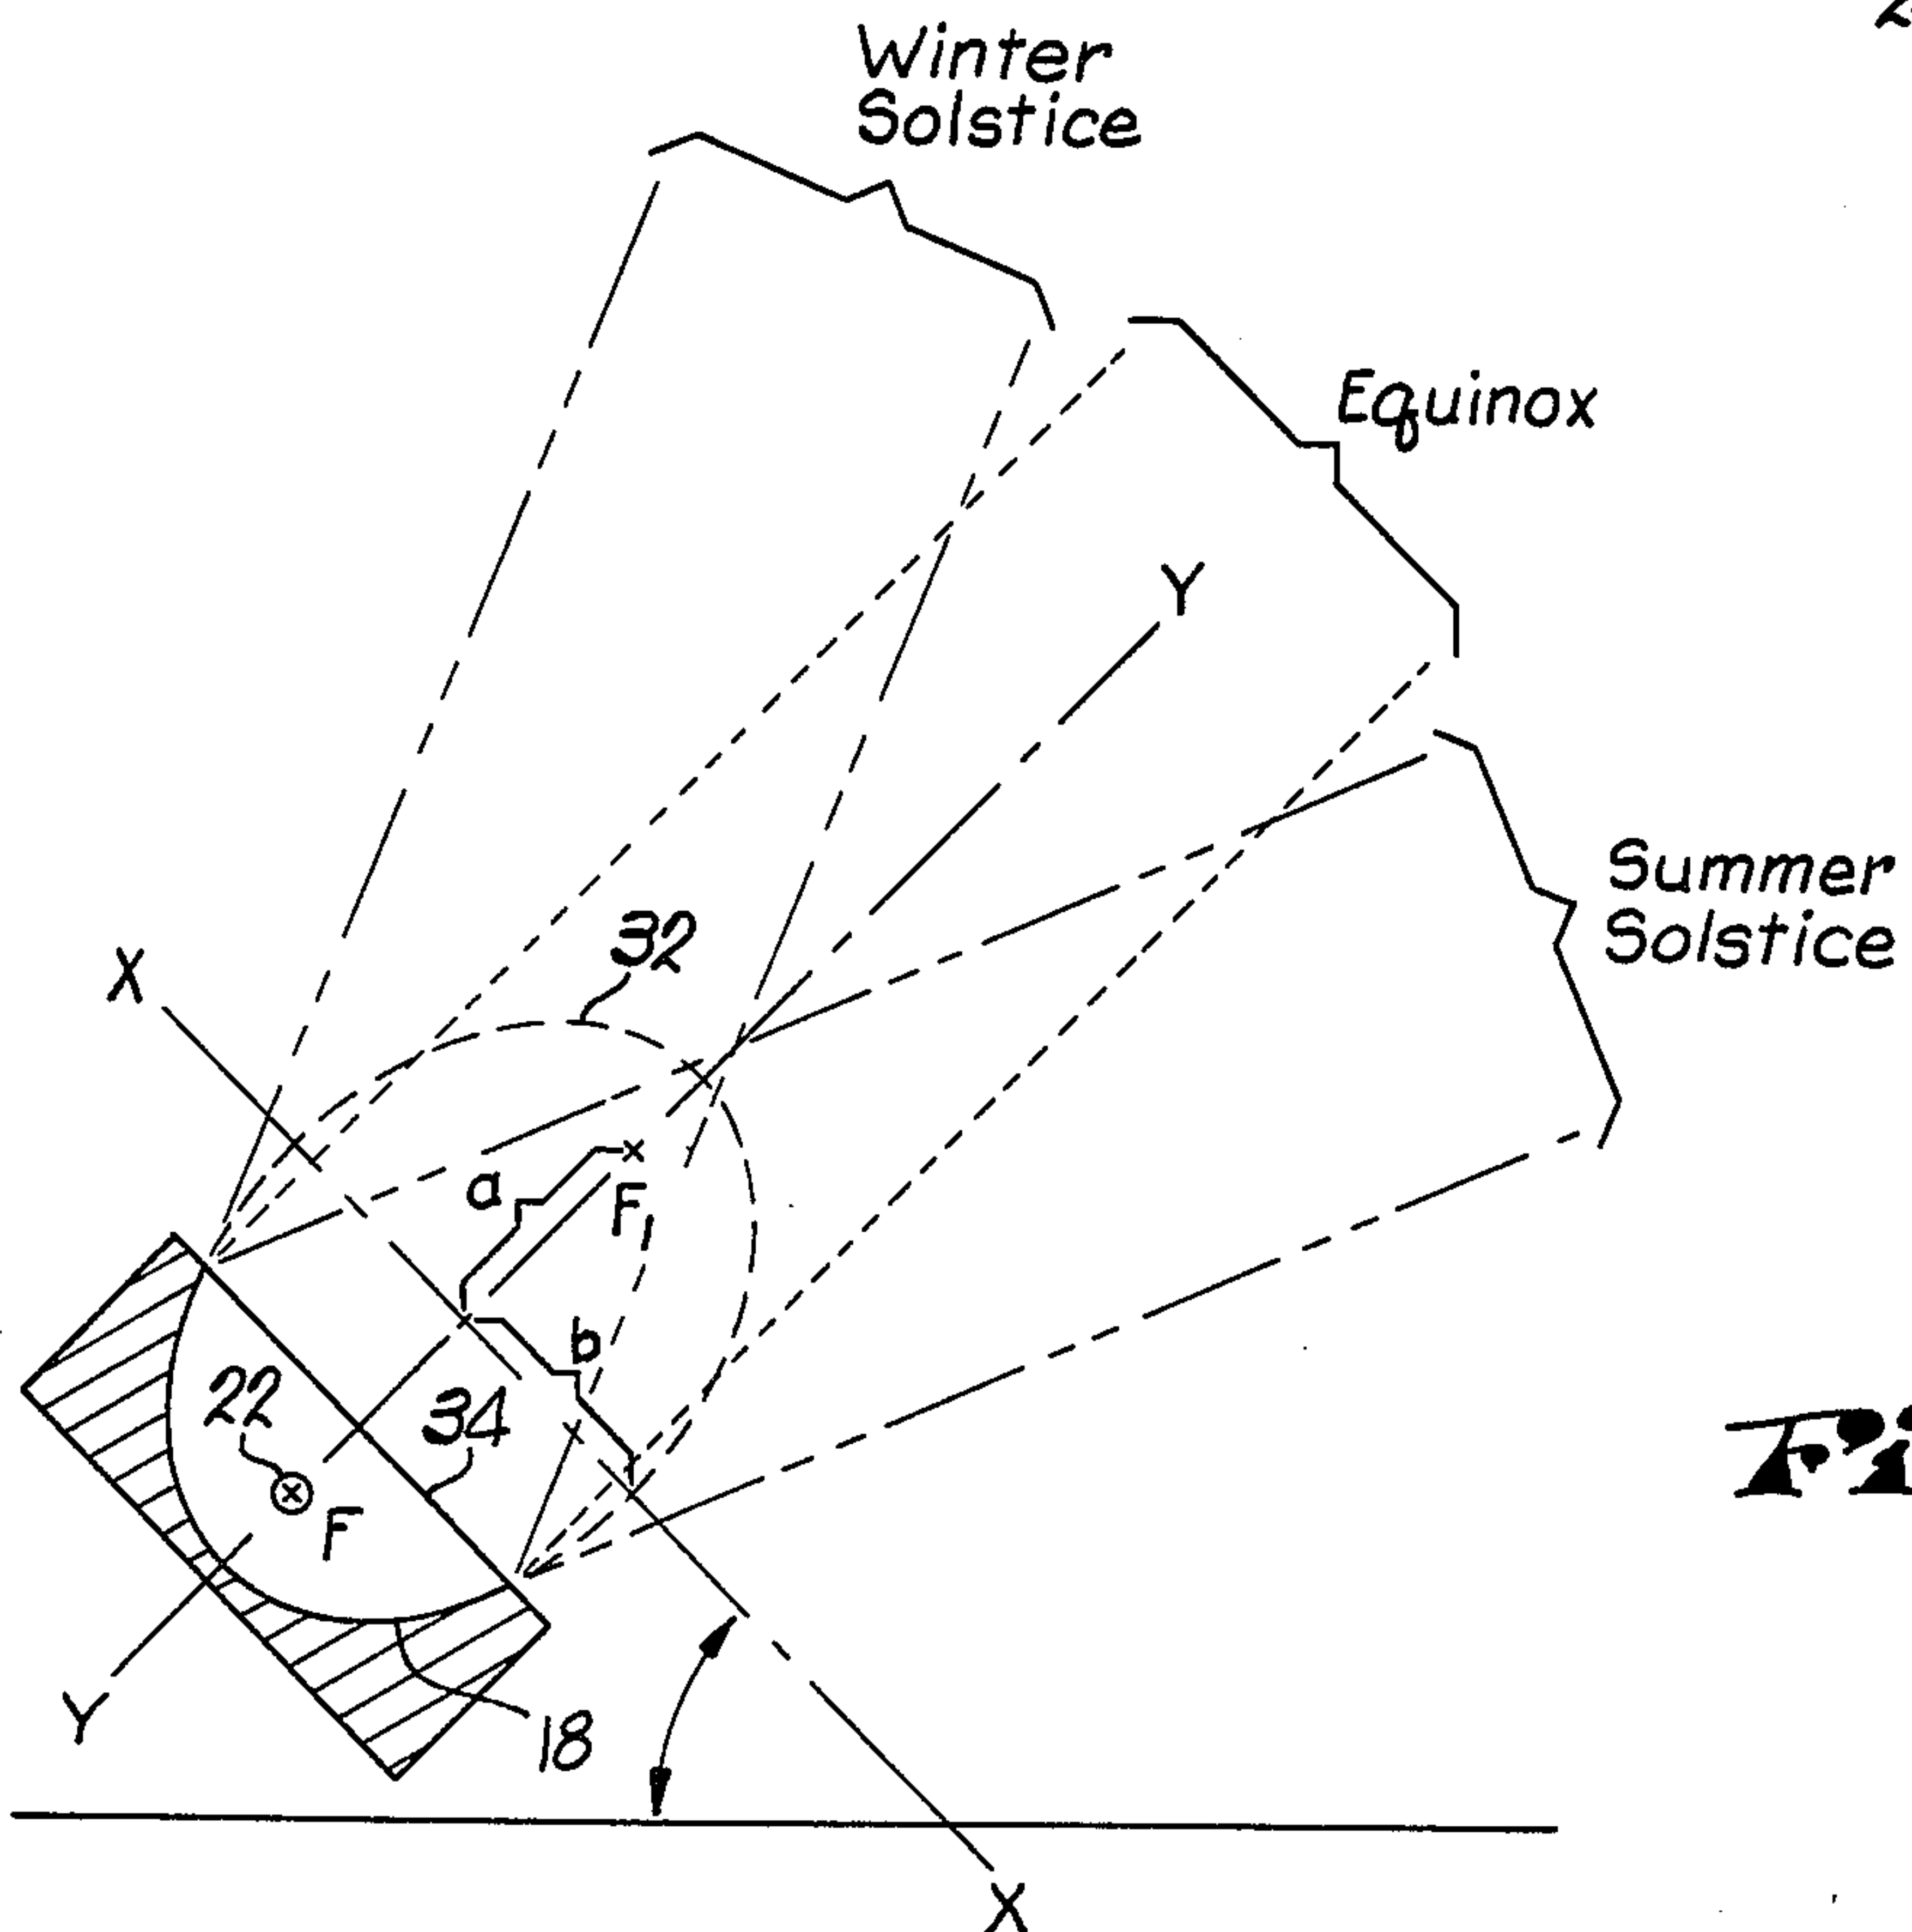 Winter
Solstice
Equinox
Y
Summer
Solstice
32
X
a
F1
b
22
34
F
Y
18
X